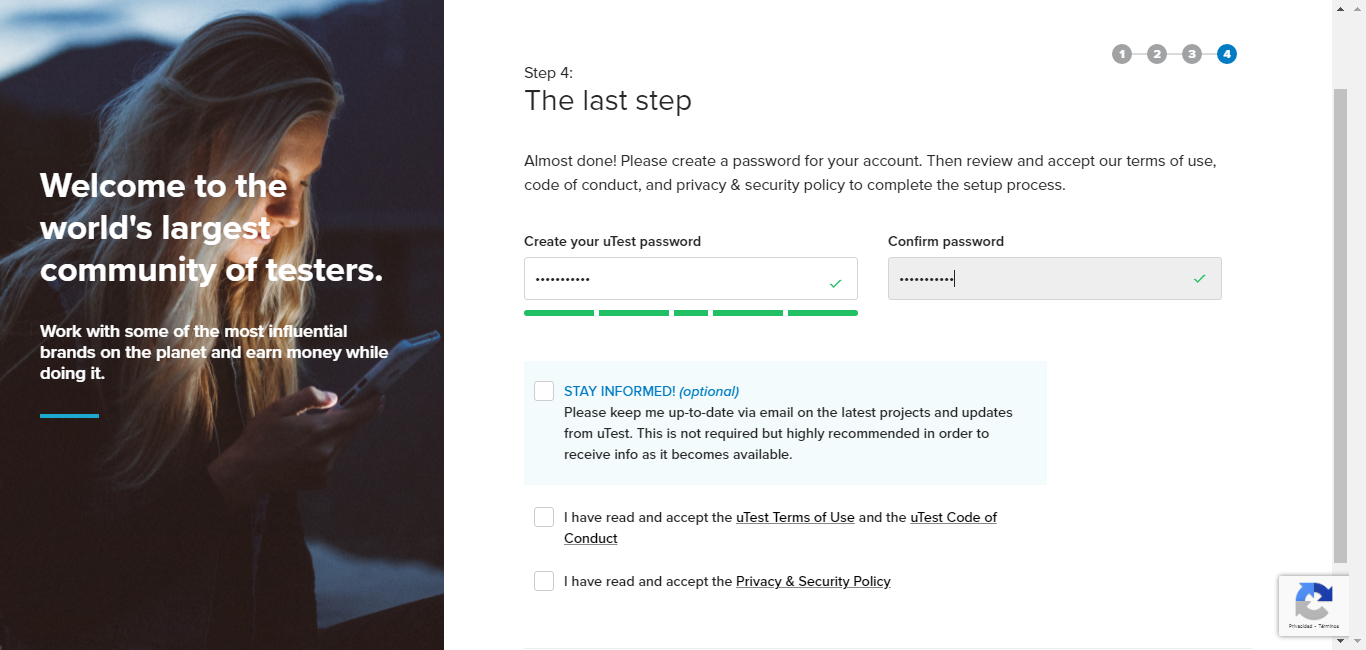 Welcome to the
world's largest
community of testers.
Work with some of the most influential
brands on the planet and earn money while
doing it.
1 2 3 4
Step 4:
The last step
Almost done! Please create a password for your account. Then review and accept our terms of use,
code of conduct, and privacy & security policy to complete the setup process.
Create your uTest password
Confirm password
•••••••••••
•••••••••••
STAY INFORMED! (optional)
Please keep me up-to-date via email on the latest projects and updates
from uTest. This is not required but highly recommended in order to
receive info as it becomes available.
I have read and accept the uTest Terms of Use and the uTest Code of
Conduct
I have read and accept the Privacy & Security Policy
Privacidad - Términos